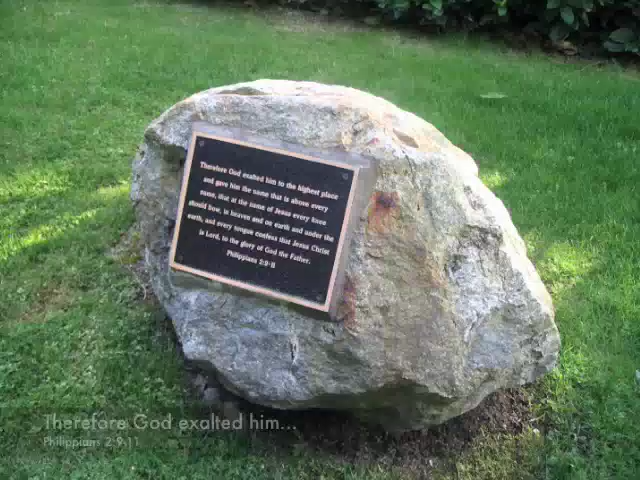 Therefore God exalted him to the highest place
and gave him the name that is above every
name, that at the name of Jesus every knee
should bow, in heaven and on earth and under the
earth, and every tongue confess that Jesus Christ
is Lord, to the glory of God the Father.
Philippians 2:9-11
Therefore God exalted him...
Philippians 2:9-11